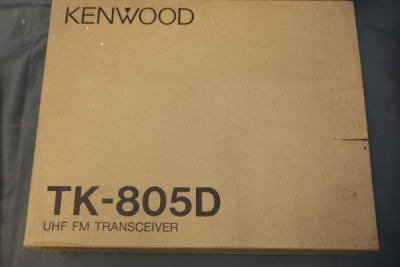 KENWOOD
TK-805D
UHF FM TRANSCEIVER